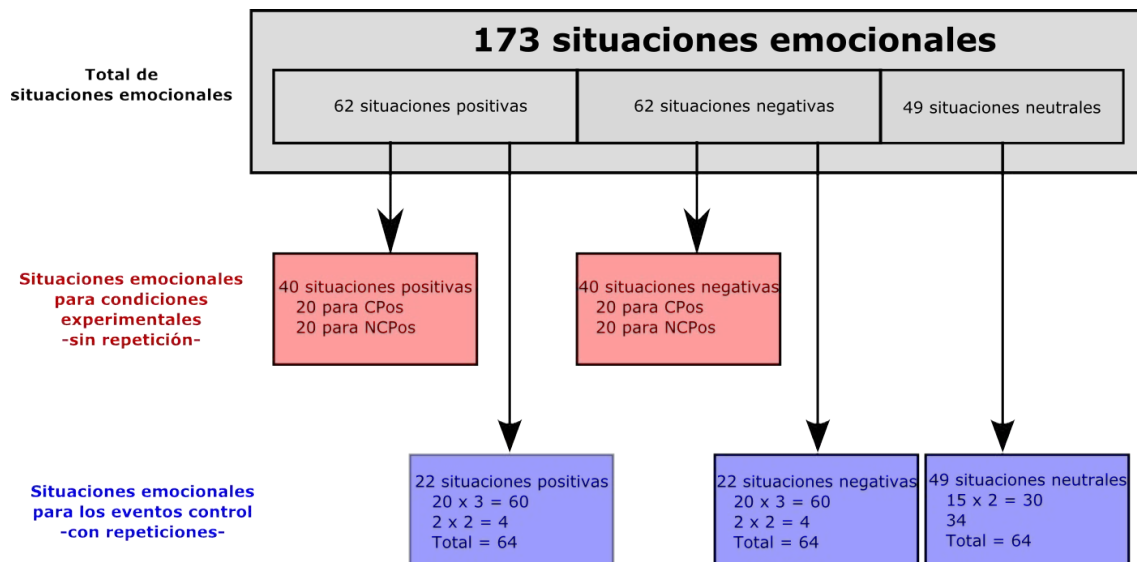 173 situaciones emocionales
Total de
situaciones emocionales
62 situaciones positivas
62 situaciones negativas
49 situaciones neutrales
Situaciones emocionales
para condiciones
experimentales
-sin repetición-
40 situaciones positivas
20 para CPos
20 para NCPos
40 situaciones negativas
20 para CPos
20 para NCPos
Situaciones emocionales
para los eventos control
-con repeticiones-
22 situaciones positivas
20 x 3 = 60
2 x 2 = 4
Total = 64
22 situaciones negativas
20 x 3 = 60
2 x 2 = 4
Total = 64
49 situaciones neutrales
15 x 2 = 30
34
Total = 64